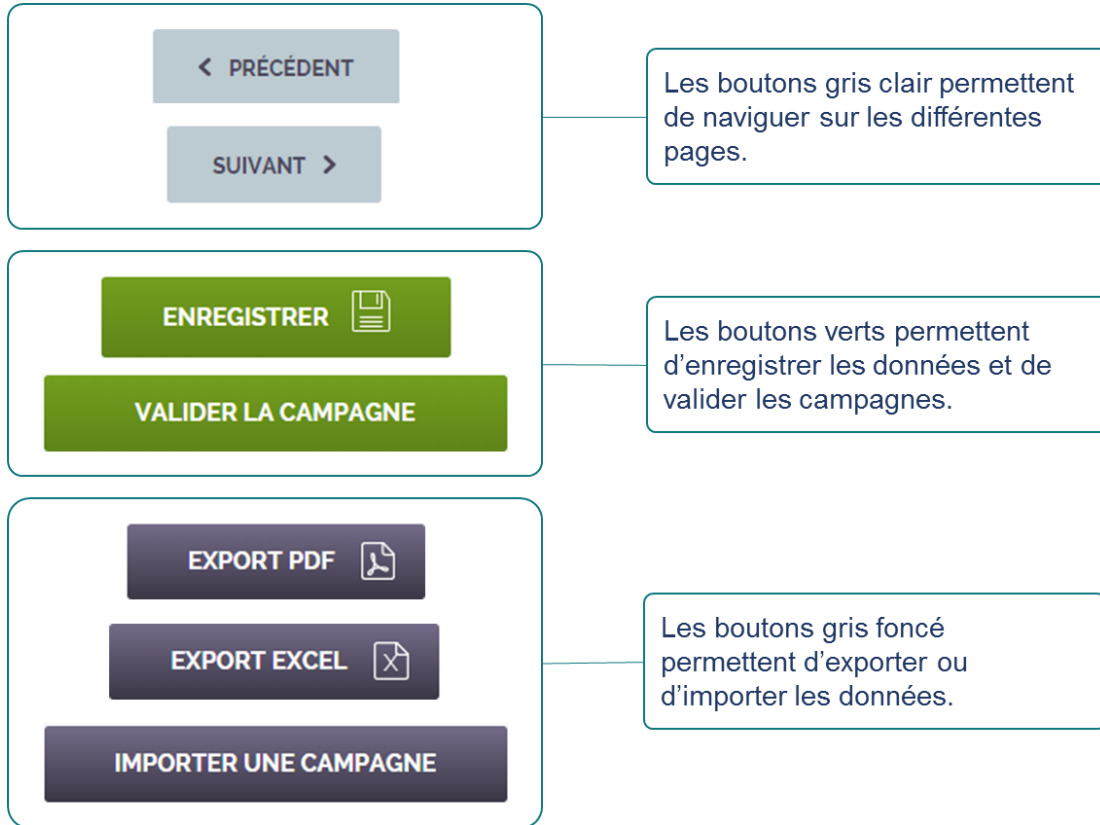 PRÉCÉDENT
SUIVANT
Les boutons gris clair permettent
de naviguer sur les différentes
pages.
ENREGISTRER
VALIDER LA CAMPAGNE
Les boutons verts permettent
d’enregistrer les données et de
valider les campagnes.
EXPORT PDF
EXPORT EXCEL
IMPORTER UNE CAMPAGNE
Les boutons gris foncé
permettent d’exporter ou
d’importer les données.